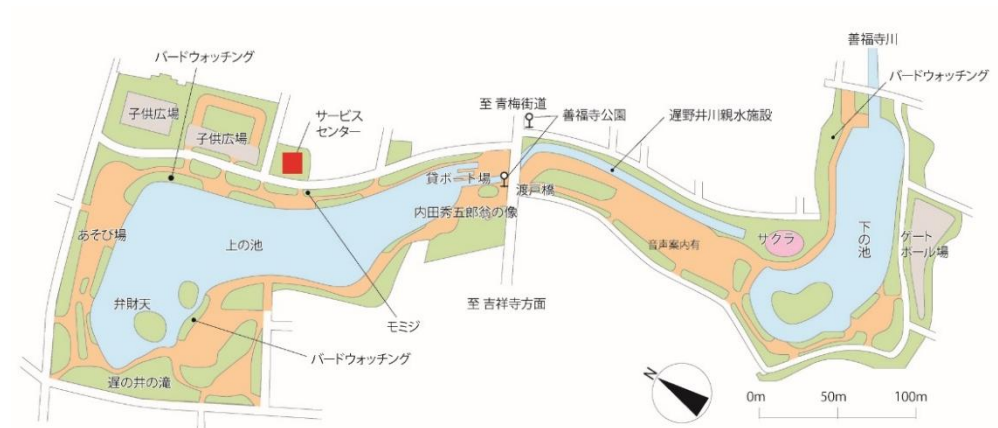 善福寺川
バードウォッチング
バードウォッチング
至 青梅街道
子供広場
サービス
センター
善福寺公園
遅野井川親水施設
子供広場
貸ボート場
渡戸橋
内田秀五郎翁の像
あそび場
上の池
音声案内有
サクラ
下の池
ゲート
ボール場
弁財天
至 吉祥寺方面
モミジ
バードウォッチング
遅の井の滝
N
0m
50m
100m